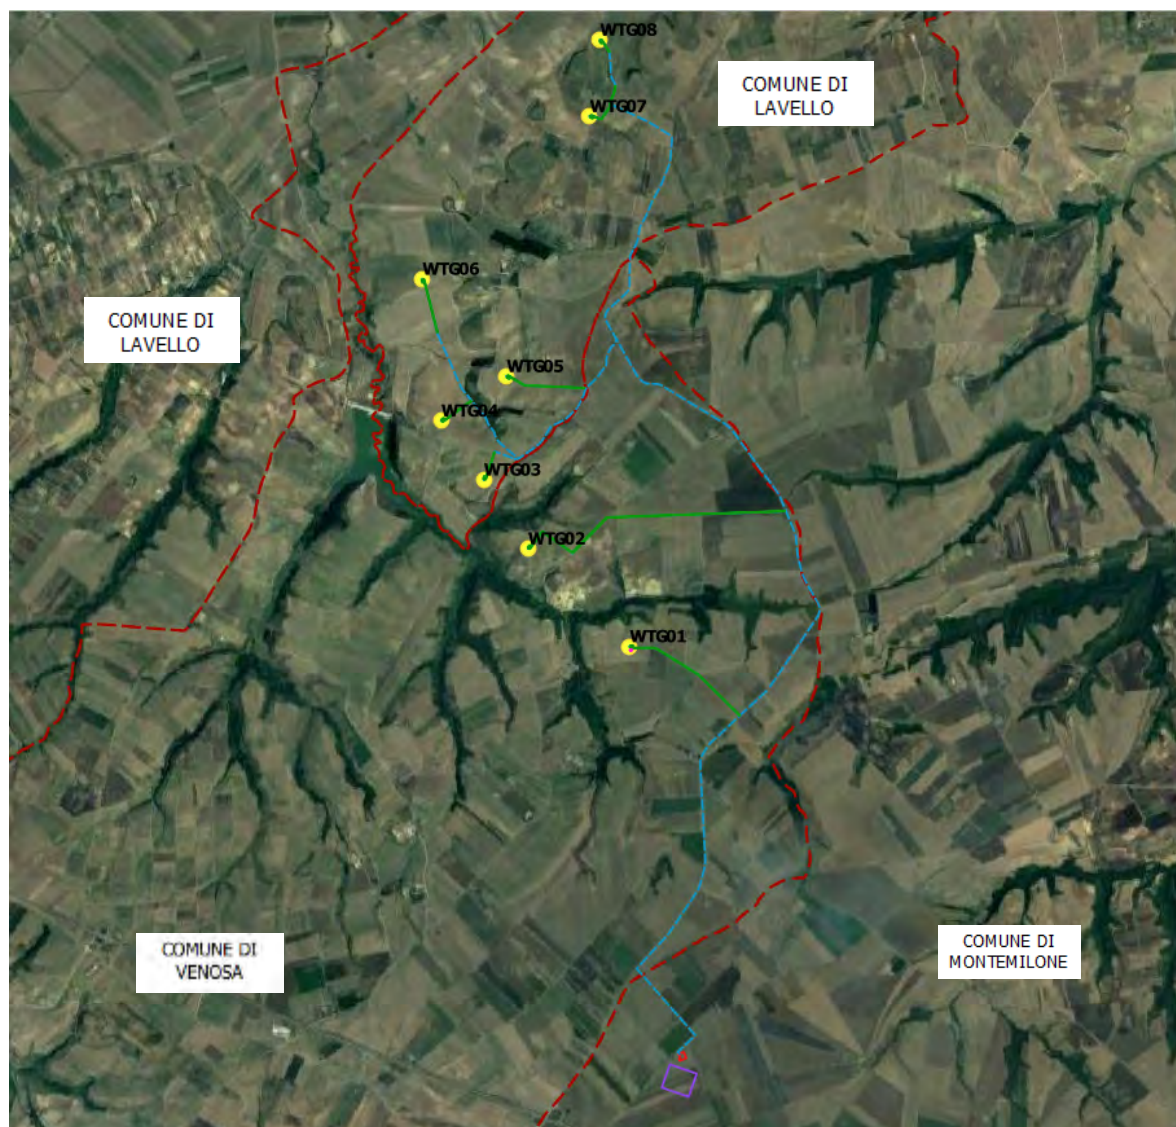 WTG08
COMUNE DI
LAVELLO
WTG07
WTG06
COMUNE DI
LAVELLO
WTG05
WTG04
WTG03
WTG02
WTG01
COMUNE DI
VENOSA
COMUNE DI
MONTEMILONE